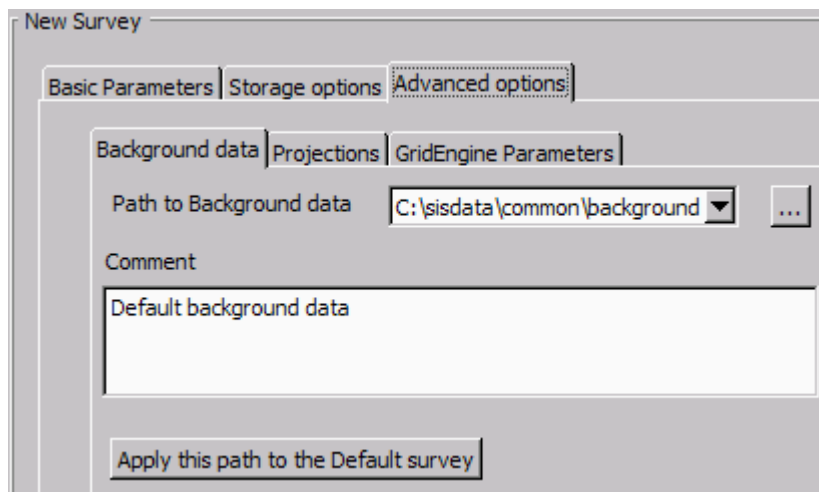 New Survey
Basic Parameters Storage options Advanced options
Background data Projections GridEngine Parameters
Path to Background data C:\sisdata\common\background ...
Comment
Default background data
Apply this path to the Default survey